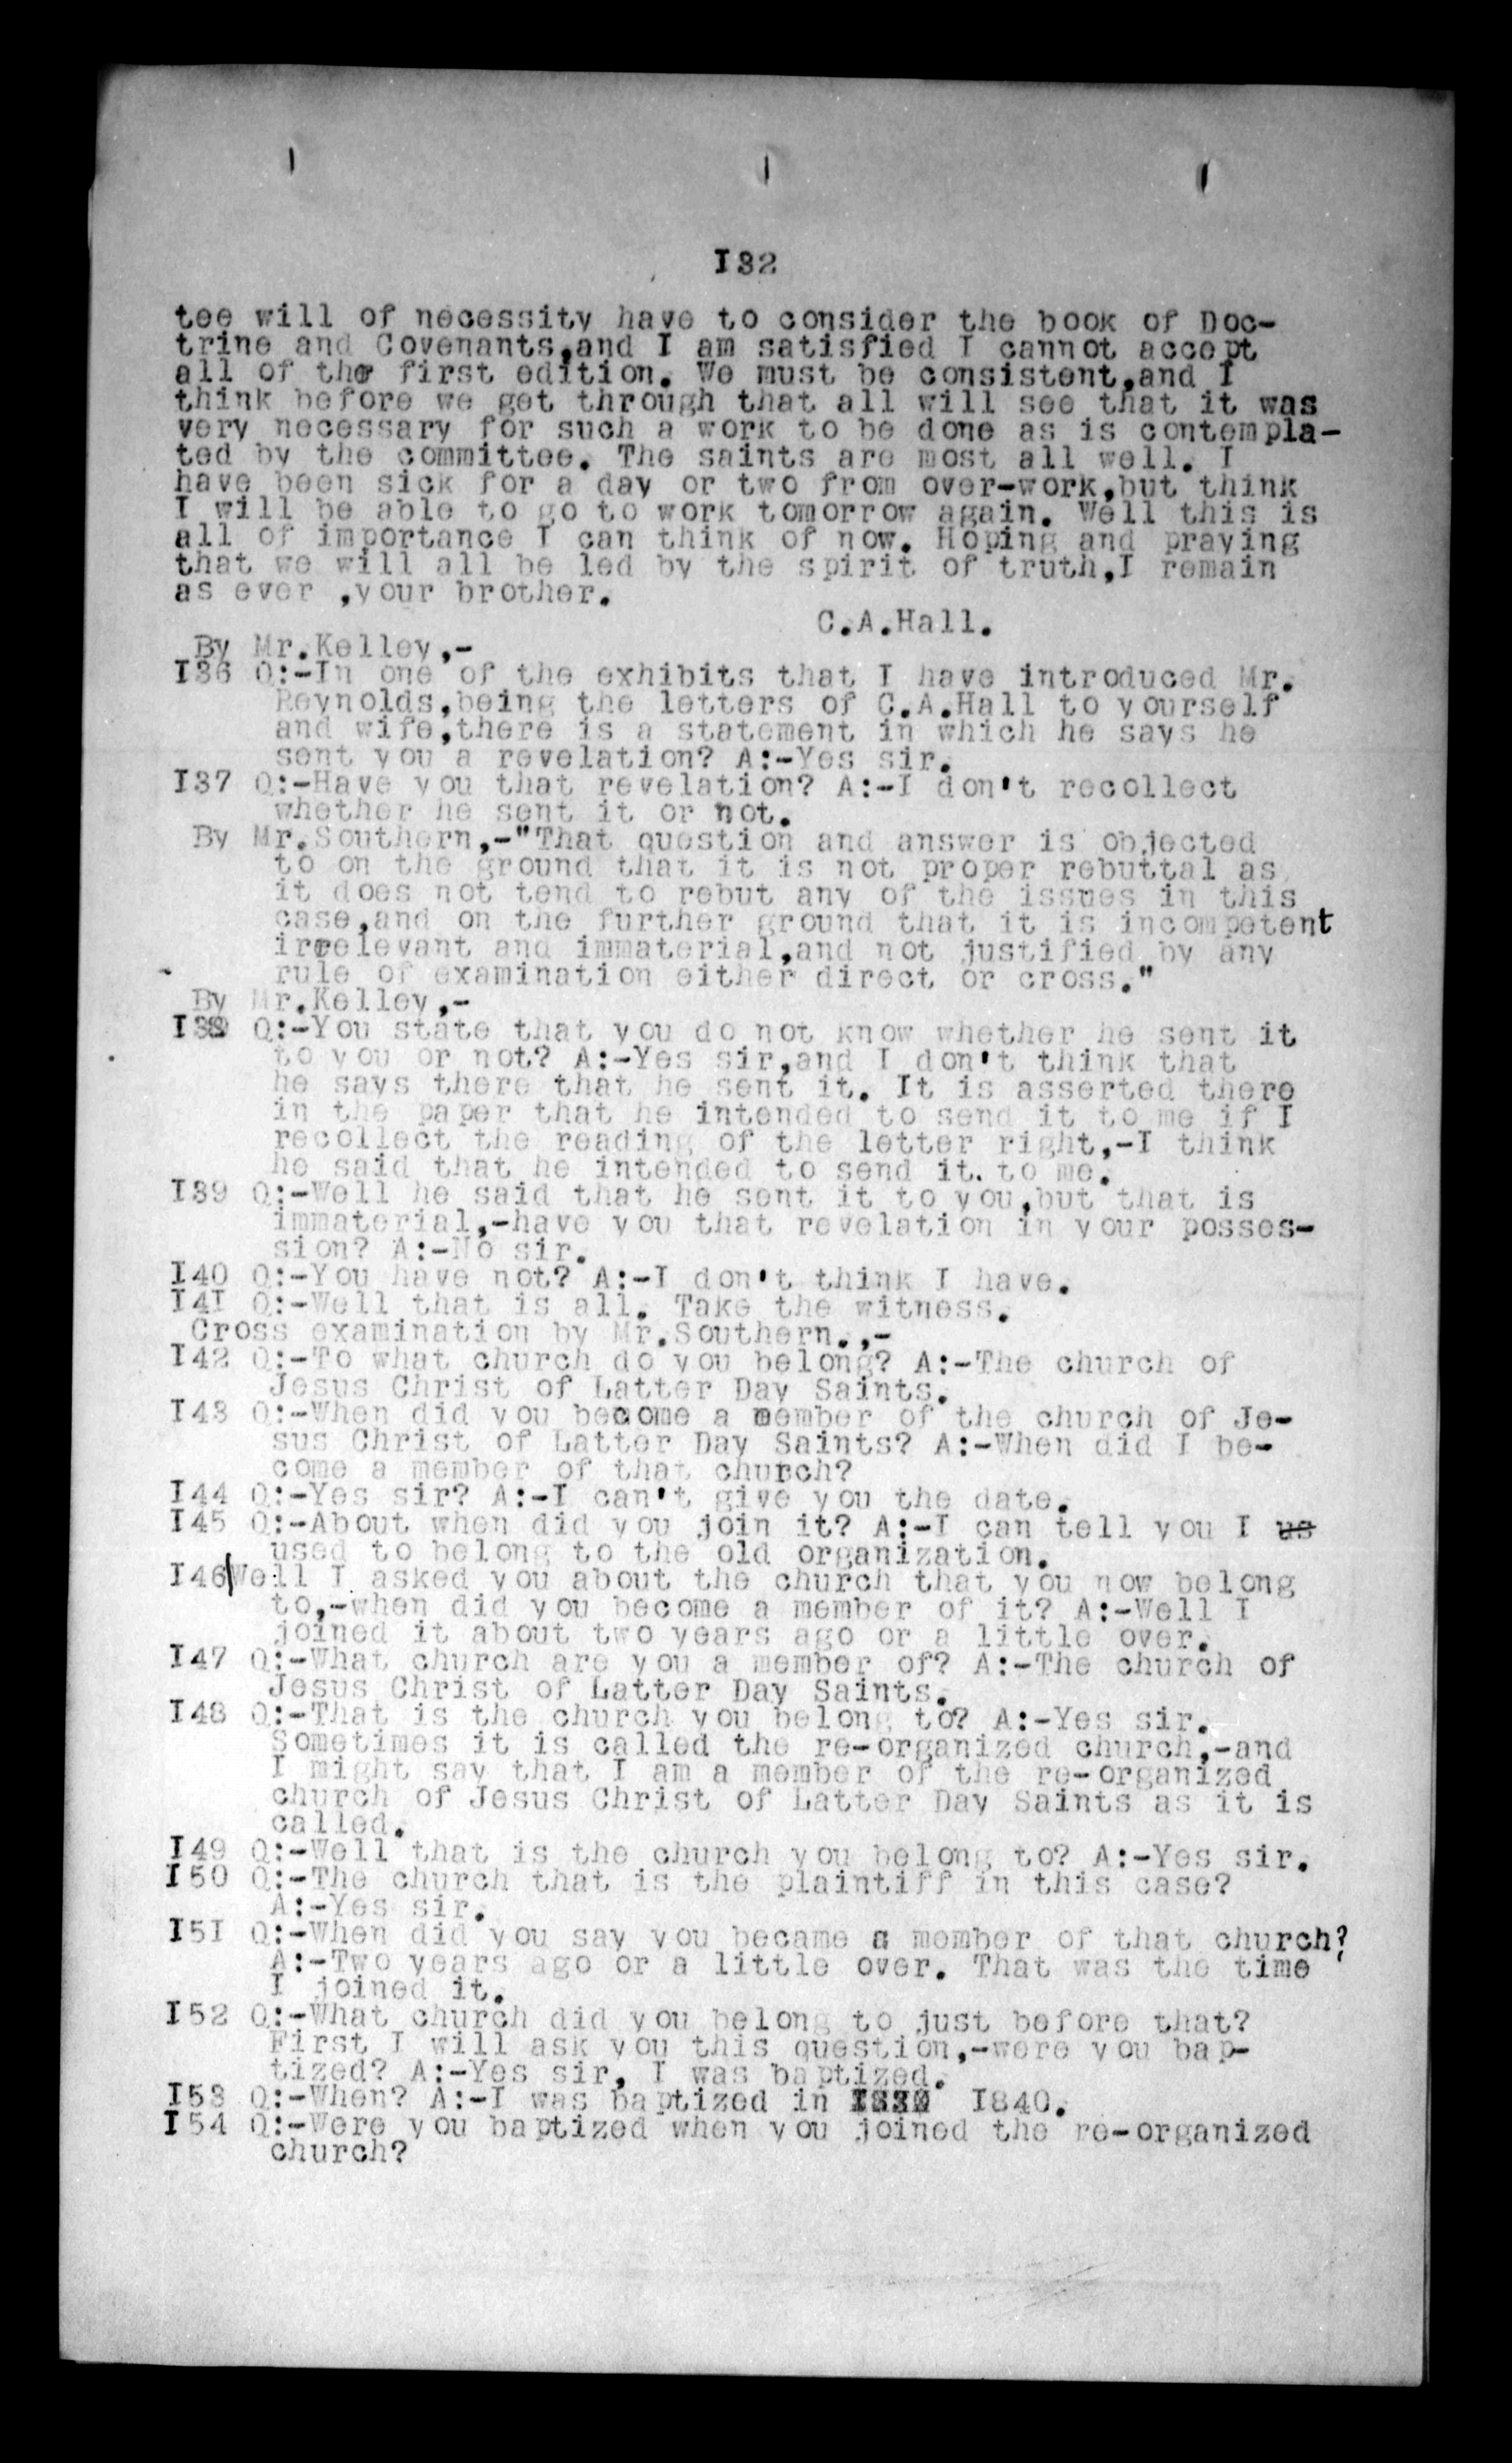 I32
tee will of necessity have to consider the book of Doc-
trine and Covenants,and I am satisfied I cannot accept
all of the first edition. We must be consistent,and I
think before we get through that all will see that it was
very necessary for such a work to be done as is contempla-
ted by the committee. The saints are most all well. I
have been sick for a day or two from over-work,but think
I will be able to go to work tomorrow again. Well this is
all of importance I can think of now. Hoping and praying
that we will all be led by the spirit of truth,I remain
as ever ,your brother.
C.A.Hall.
By Mr.Kelley,-
I36 Q:-In one of the exhibits that I have introduced Mr.
Reynolds,being the letters of C.A.Hall to yourself
and wife,there is a statement in which he says he
sent you a revelation? A:-Yes sir.
I37 Q:-Have you that revelation? A:-I don't recollect
whether he sent it or not.
By Mr.Southern,-"That question and answer is objected
to on the ground that it is not proper rebuttal as
it does not tend to rebut any of the issues in this
case,and on the further ground that it is incompetent
irrelevant and immaterial,and not justified by any
rule of examination either direct or cross."
By Mr.Kelley,-
I38 Q:-You state that you do not know whether he sent it
to you or not? A:-Yes sir,and I don't think that
he says there that he sent it. It is asserted there
in the paper that he intended to send it to me if I
recollect the reading of the letter right,-I think
he said that he intended to send it. to me.
I39 Q:-Well he said that he sent it to you,but that is
immaterial,-have you that revelation in your posses-
sion? A:-No sir.
I40 Q:-You have not? A:-I don't think I have.
I4I Q:-Well that is all. Take the witness.
Cross examination by Mr.Southern.,-
I42 Q:-To what church do you belong? A:-The church of
Jesus Christ of Latter Day Saints.
I43 Q:-When did you become a member of the church of Je-
sus Christ of Latter Day Saints? A:-When did I be-
come a member of that church?
I44 Q:-Yes sir? A:-I can't give you the date.
I45 Q:-About when did you join it? A:-I can tell you I us
used to belong to the old organization.
I46 Well I asked you about the church that you now belong
to,-when did you become a member of it? A:-Well I
joined it about two years ago or a little over.
I47 Q:-What church are you a member of? A:-The church of
Jesus Christ of Latter Day Saints.
I48 Q:-That is the church you belong to? A:-Yes sir.
Sometimes it is called the re-organized church,-and
I might say that I am a member of the re-organized
church of Jesus Christ of Latter Day Saints as it is
called.
I49 Q:-Well that is the church you belong to? A:-Yes sir.
I50 Q:-The church that is the plaintiff in this case?
A:-Yes sir.
I5I Q:-When did you say you became a member of that church?
A:-Two years ago or a little over. That was the time
I joined it.
I52 Q:-What church did you belong to just before that?
First I will ask you this question,-were you bap-
tized? A:-Yes sir, I was baptized.
I53 Q:-When? A:-I was baptized in I840.
I54 Q:-Were you baptized when you joined the re-organized
church?